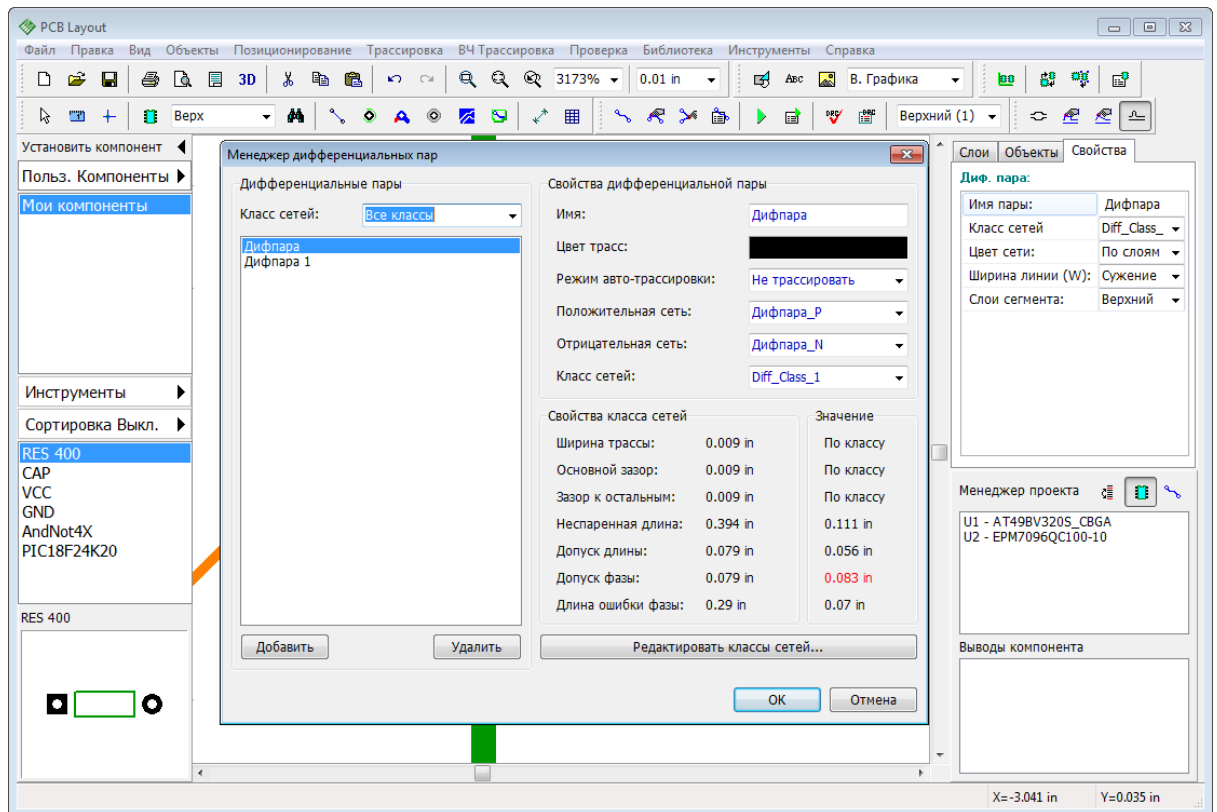 PCB Layout
Файл Правка Вид Объекты Позиционирование Трассировка ВЧ Трассировка Проверка Библиотека Инструменты Справка
3D 3173% 0.01 in ABC В. Графика
Верх DRC Верхний (1)
Установить компонент
Польз. Компоненты
Мои компоненты
Инструменты
Сортировка Выкл.
RES 400
CAP
VCC
GND
AndNot4X
PIC18F24K20
RES 400
Менеджер дифференциальных пар
Дифференциальные пары
Класс сетей: Все классы
Дифпара
Дифпара 1
Добавить Удалить
Свойства дифференциальной пары
Имя: Дифпара
Цвет трасс:
Режим авто-трассировки: Не трассировать
Положительная сеть: Дифпара_P
Отрицательная сеть: Дифпара_N
Класс сетей: Diff_Class_1
Свойства класса сетей Значение
Ширина трассы: 0.009 in По классу
Основной зазор: 0.009 in По классу
Зазор к остальным: 0.009 in По классу
Неспаренная длина: 0.394 in 0.111 in
Допуск длины: 0.079 in 0.056 in
Допуск фазы: 0.079 in 0.083 in
Длина ошибки фазы: 0.29 in 0.07 in
Редактировать классы сетей...
ОК Отмена
Слои Объекты Свойства
Диф. пара:
Имя пары: Дифпара
Класс сетей Diff_Class_
Цвет сети: По слоям
Ширина линии (W): Сужение
Слои сегмента: Верхний
Менеджер проекта
U1 - AT49BV320S_CBGA
U2 - EPM7096QC100-10
Выводы компонента
X=-3.041 in Y=0.035 in